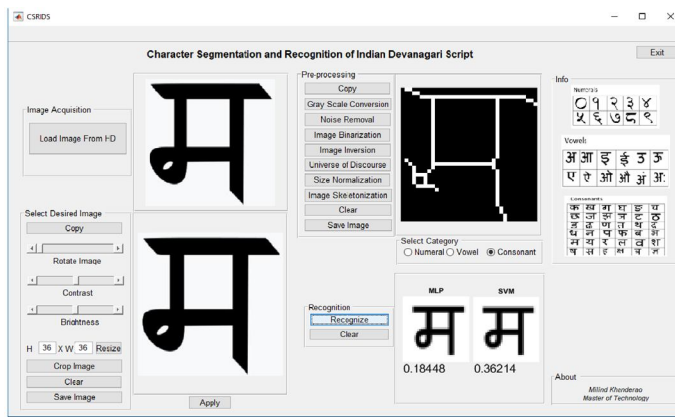 CSRIDS
Character Segmentation and Recognition of Indian Devanagari Script
Exit
Image Acquisition
Load Image From HD
Select Desired Image
Copy
Rotate Image
Contrast
Brightness
H 36 X W 36 Resize
Crop Image
Clear
Save Image
म
म
Apply
Pre-processing
Copy
Gray Scale Conversion
Noise Removal
Image Binarization
Image Inversion
Universe of Discourse
Size Normalization
Image Skeletonization
Clear
Save Image
म
Select Category
Numeral Vowel Consonant
Recognition
Recognize
Clear
MLP SVM
म म
0.18448 0.36214
Info
Numerals
० १ २ ३ ४
५ ६ ७ ८ ९
Vowels
अ आ इ ई उ ऊ
ए ऐ ओ औ अं अः
Consonants
क ख ग घ ङ च
छ ज झ ञ ट ठ
ड ढ ण त थ द
ध न प फ ब भ
म य र ल व श
ष स ह क्ष त्र ज्ञ
About
Milind Khenderao
Master of Technology